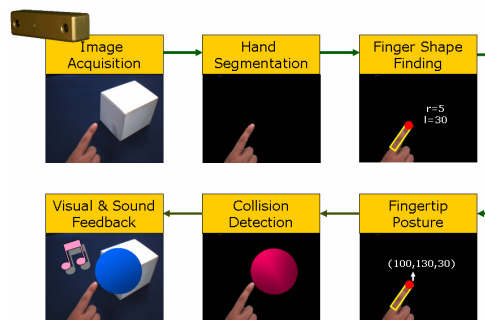 Image
Acquisition
Hand
Segmentation
Finger Shape
Finding
r=5
l=30
Visual & Sound
Feedback
Collision
Detection
Fingertip
Posture
(100,130,30)